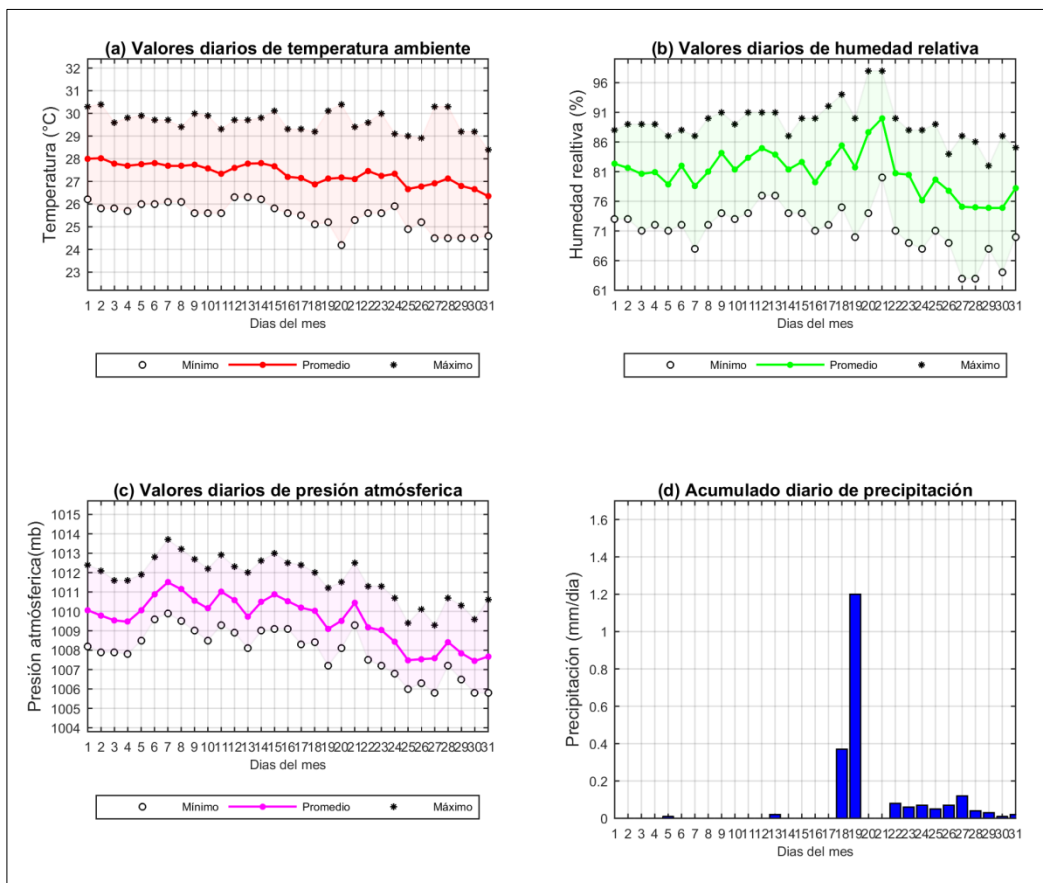 (a) Valores diarios de temperatura ambiente
32
31
30
29
28
27
26
25
24
23
Temperatura (°C)
1 2 3 4 5 6 7 8 9 10 11 12 13 14 15 16 17 18 19 20 21 22 23 24 25 26 27 28 29 30 31
Dias del mes
Mínimo Promedio Máximo
(b) Valores diarios de humedad relativa
96
91
86
81
76
71
66
61
Humedad realtiva (%)
1 2 3 4 5 6 7 8 9 10 11 12 13 14 15 16 17 18 19 20 21 22 23 24 25 26 27 28 29 30 31
Dias del mes
Mínimo Promedio Máximo
(c) Valores diarios de presión atmósferica
1015
1014
1013
1012
1011
1010
1009
1008
1007
1006
1005
1004
Presión atmósferica(mb)
1 2 3 4 5 6 7 8 9 10 11 12 13 14 15 16 17 18 19 20 21 22 23 24 25 26 27 28 29 30 31
Dias del mes
Mínimo Promedio Máximo
(d) Acumulado diario de precipitación
1.6
1.4
1.2
1
0.8
0.6
0.4
0.2
0
Precipitación (mm/dia)
1 2 3 4 5 6 7 8 9 10 11 12 13 14 15 16 17 18 19 20 21 22 23 24 25 26 27 28 29 30 31
Dias del mes